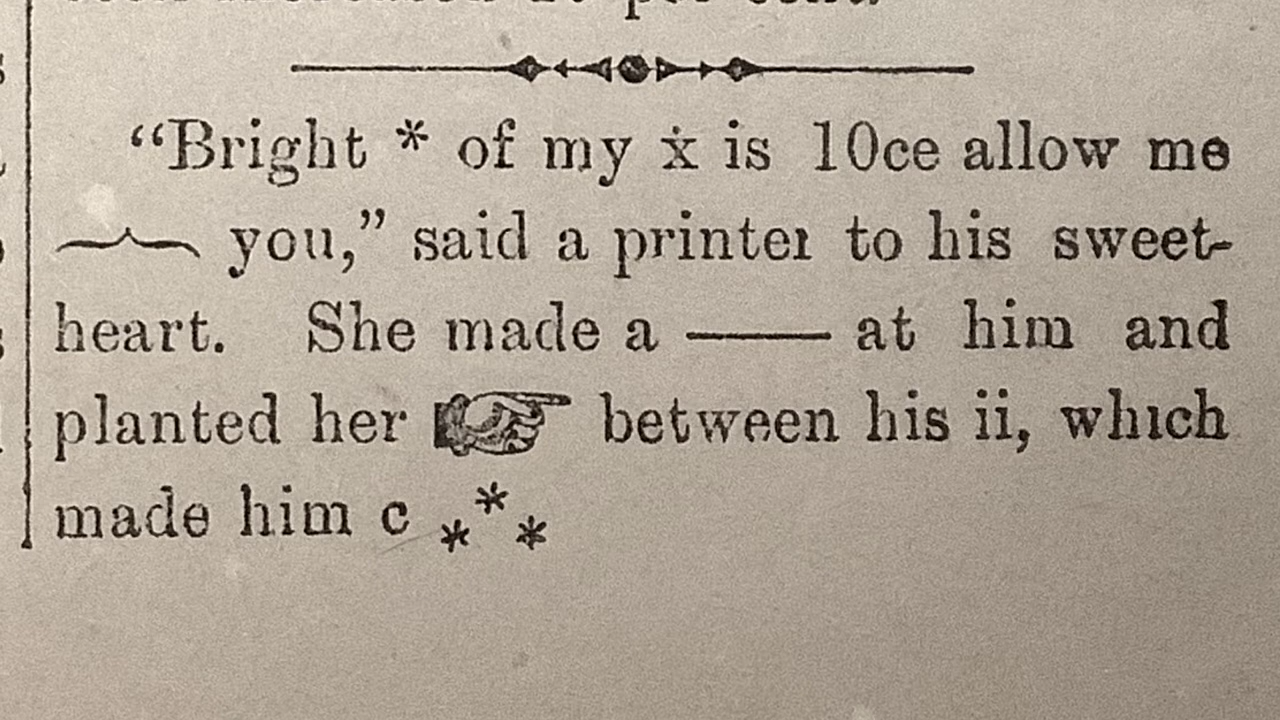 “Bright * of my ẋ is 10ce allow me
⏞ you,” said a printer to his sweet-
heart. She made a —— at him and
planted her ☞ between his ii, which
made him c ⁂